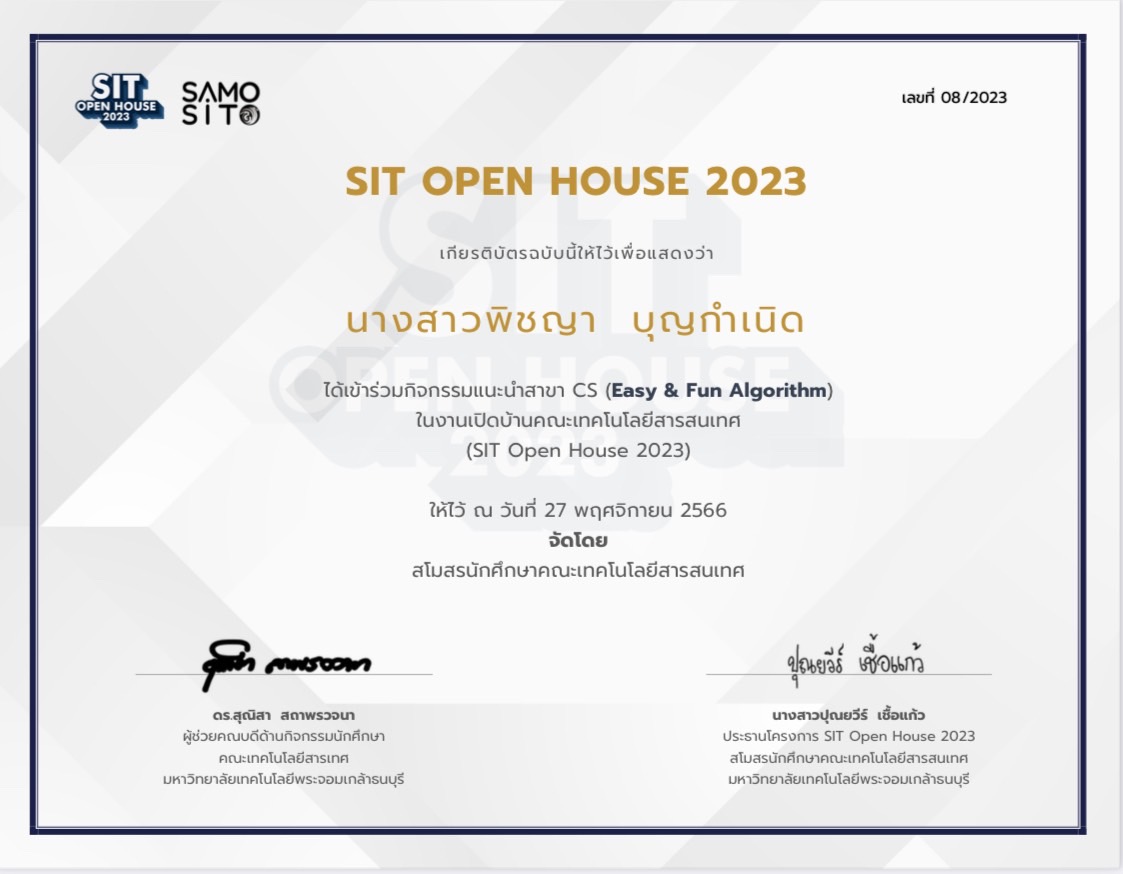 SIT
OPEN HOUSE
2023
SAMO
SIT
เลขที่ 08/2023
SIT OPEN HOUSE 2023
เกียรติบัตรฉบับนี้ให้ไว้เพื่อแสดงว่า
นางสาวพิชญา บุญกำเนิด
ได้เข้าร่วมกิจกรรมแนะนำสาขา CS (Easy & Fun Algorithm)
ในงานเปิดบ้านคณะเทคโนโลยีสารสนเทศ
(SIT Open House 2023)
ให้ไว้ ณ วันที่ 27 พฤศจิกายน 2566
จัดโดย
สโมสรนักศึกษาคณะเทคโนโลยีสารสนเทศ
ปุณยวีร์ เชื้อแก้ว
ดร.สุณิสา สถาพรวจนา
ผู้ช่วยคณบดีด้านกิจกรรมนักศึกษา
คณะเทคโนโลยีสารเทศ
มหาวิทยาลัยเทคโนโลยีพระจอมเกล้าธนบุรี
นางสาวปุณยวีร์ เชื้อแก้ว
ประธานโครงการ SIT Open House 2023
สโมสรนักศึกษาคณะเทคโนโลยีสารสนเทศ
มหาวิทยาลัยเทคโนโลยีพระจอมเกล้าธนบุรี